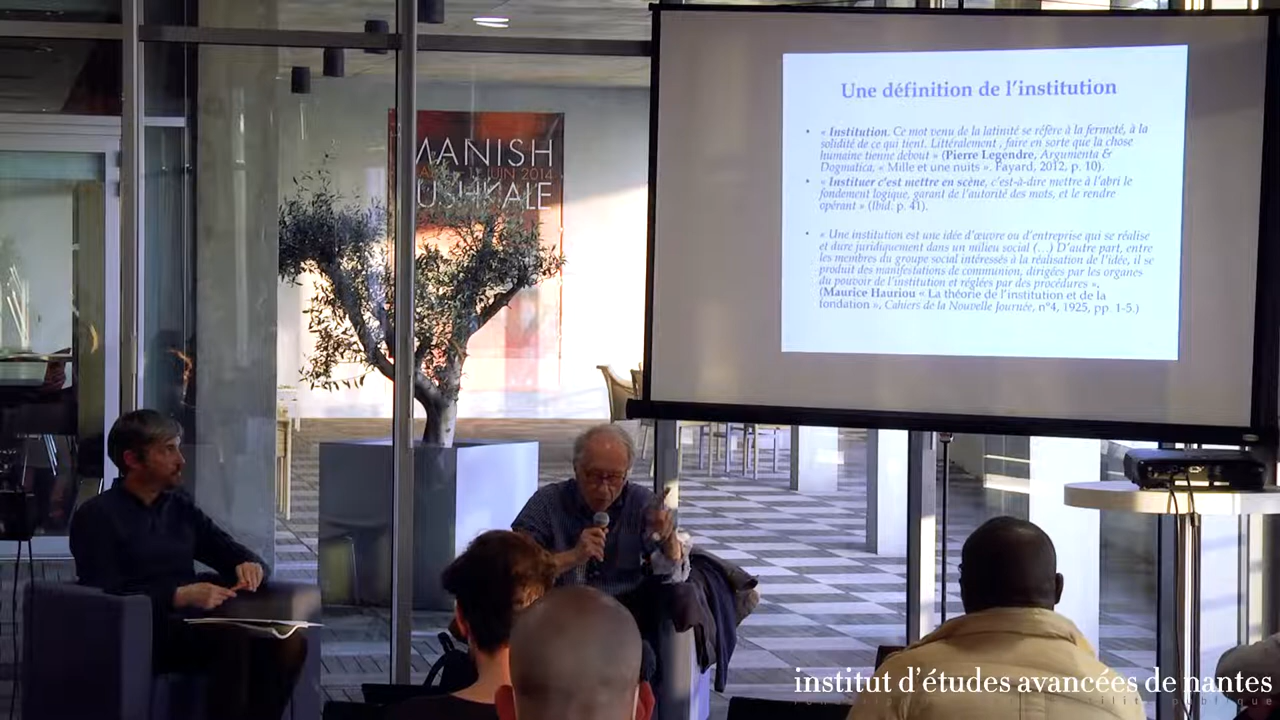 Une définition de l'institution
• « Institution. Ce mot venu de la latinité se réfère à la fermeté, à la
solidité de ce qui tient. Littéralement , faire en sorte que la chose
humaine tienne debout » (Pierre Legendre, Argumenta &
Dogmatica, « Mille et une nuits ». Fayard, 2012, p. 10).
• « Instituer c'est mettre en scène, c'est-à-dire mettre à l'abri le
fondement logique, garant de l'autorité des mots, et le rendre
opérant » (Ibid. p. 41).
• « Une institution est une idée d'œuvre ou d'entreprise qui se réalise
et dure juridiquement dans un milieu social (…) D'autre part, entre
les membres du groupe social intéressés à la réalisation de l'idée, il se
produit des manifestations de communion, dirigées par les organes
du pouvoir de l'institution et réglées par des procédures ».
(Maurice Hauriou « La théorie de l'institution et de la
fondation ». Cahiers de la Nouvelle Journée, n°4, 1925, pp. 1-5.)
MANISH
JUIN 2014
USHKALE
institut d'études avancées de nantes